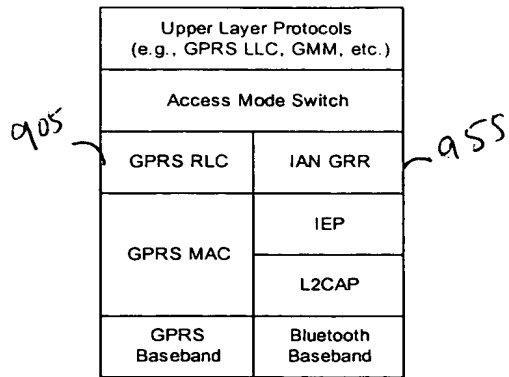 Upper Layer Protocols
(e.g., GPRS LLC, GMM, etc.)
Access Mode Switch
905
GPRS RLC
IAN GRR
955
GPRS MAC
IEP
L2CAP
GPRS
Baseband
Bluetooth
Baseband